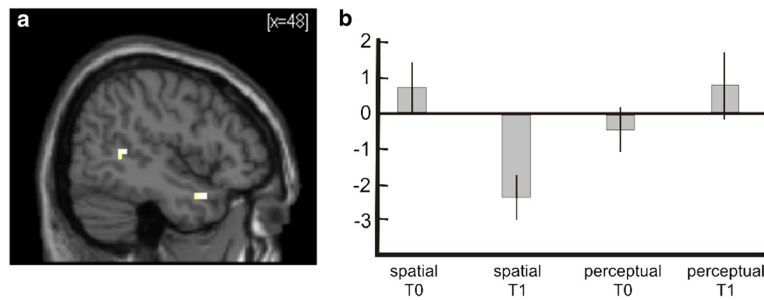 a
[x=48]
b
2
1
0
-1
-2
-3
spatial T0
spatial T1
perceptual T0
perceptual T1